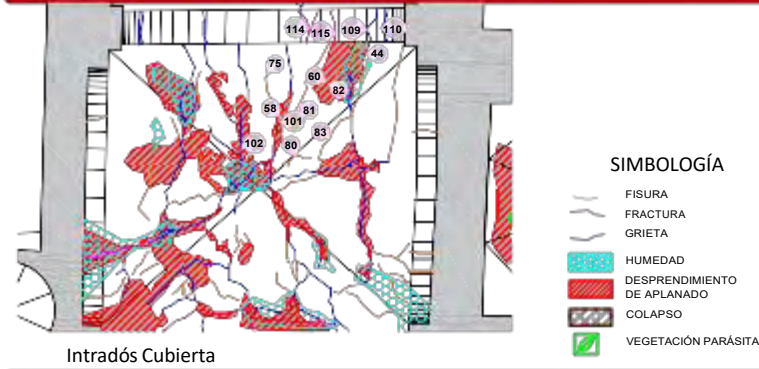 114
115
109
110
44
75
60
82
58
81
101
83
102
80
SIMBOLOGÍA
FISURA
FRACTURA
GRIETA
HUMEDAD
DESPRENDIMIENTO
DE APLANADO
COLAPSO
VEGETACIÓN PARÁSITA
Intradós Cubierta